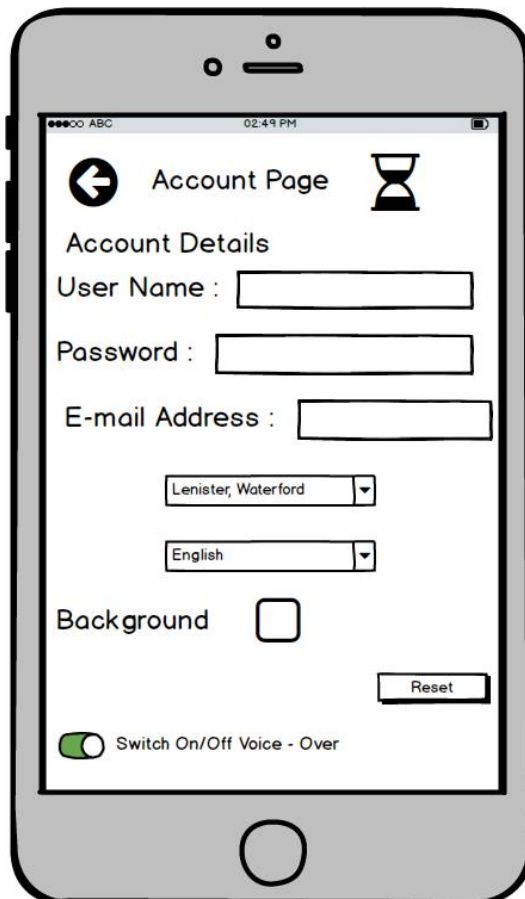 ABC 02:49 PM
Account Page
Account Details
User Name :
Password :
E-mail Address :
Lenister, Waterford
English
Background
Reset
Switch On/Off Voice - Over